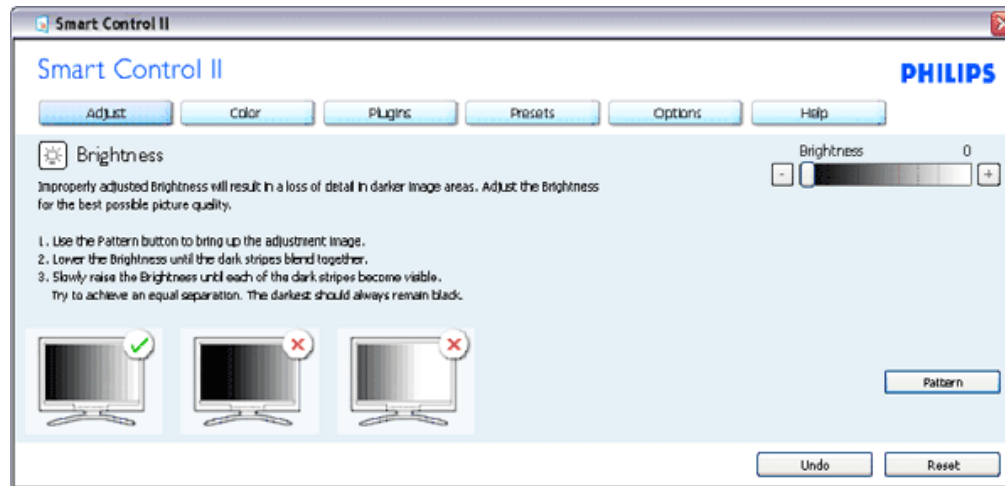 Smart Control II
Smart Control II
PHILIPS
Adjust
Color
Plugins
Presets
Options
Help
Brightness
Brightness 0
- +
Improperly adjusted Brightness will result in a loss of detail in darker image areas. Adjust the Brightness
for the best possible picture quality.
1. Use the Pattern button to bring up the adjustment image.
2. Lower the Brightness until the dark stripes blend together.
3. Slowly raise the Brightness until each of the dark stripes become visible.
Try to achieve an equal separation. The darkest should always remain black.
Pattern
Undo
Reset